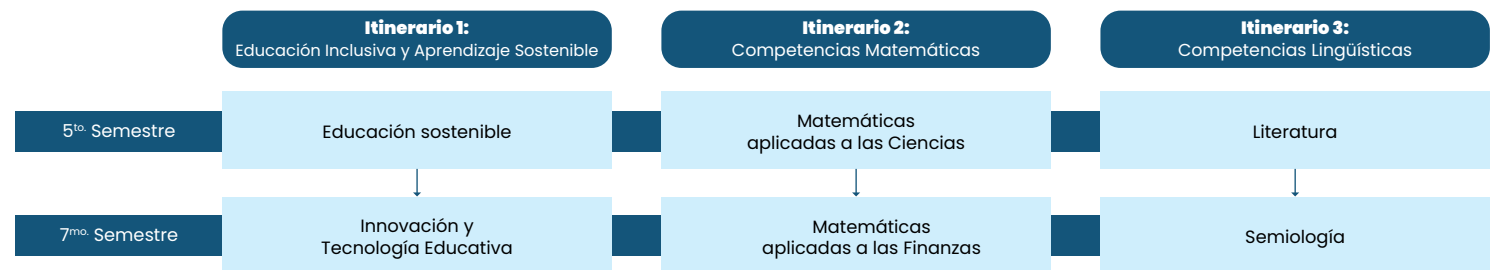 Itinerario 1:
Educación Inclusiva y Aprendizaje Sostenible
Itinerario 2:
Competencias Matemáticas
Itinerario 3:
Competencias Lingüísticas
5to. Semestre
Educación sostenible
Matemáticas
aplicadas a las Ciencias
Literatura
7mo. Semestre
Innovación y
Tecnología Educativa
Matemáticas
aplicadas a las Finanzas
Semiología